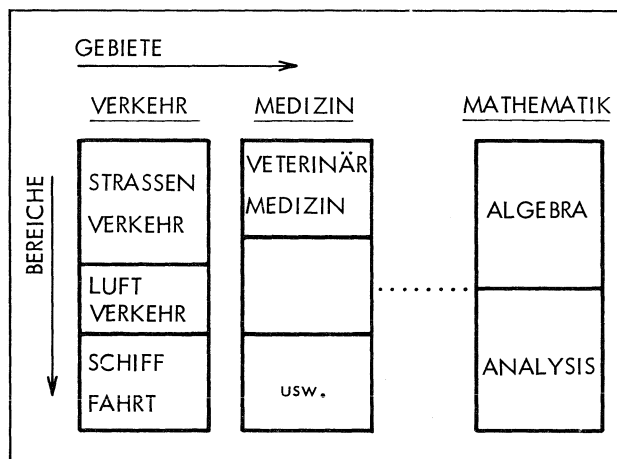 GEBIETE
VERKEHR
MEDIZIN
MATHEMATIK
BEREICHE
STRASSEN
VERKEHR
LUFT
VERKEHR
SCHIFF
FAHRT
VETERINÄR
MEDIZIN
usw.
ALGEBRA
ANALYSIS